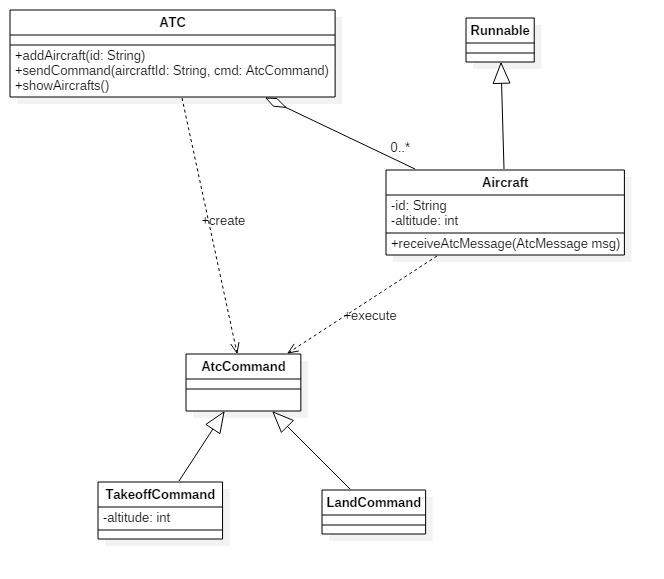 ATC
+addAircraft(id: String)
+sendCommand(aircraftId: String, cmd: AtcCommand)
+showAircrafts()
Runnable
0..*
Aircraft
-id: String
-altitude: int
+receiveAtcMessage(AtcMessage msg)
+create
+execute
AtcCommand
TakeoffCommand
-altitude: int
LandCommand